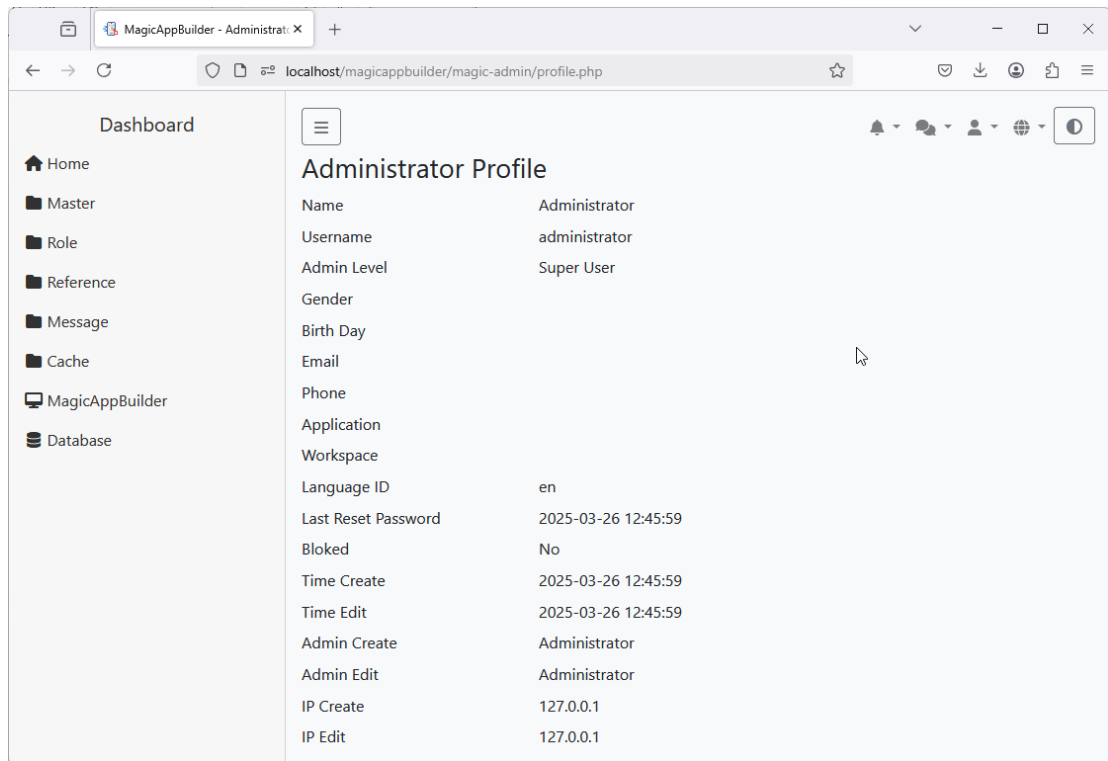 MagicAppBuilder - Administrat
localhost/magicappbuilder/magic-admin/profile.php
Dashboard
Home
Master
Role
Reference
Message
Cache
MagicAppBuilder
Database
Administrator Profile
Name Administrator
Username administrator
Admin Level Super User
Gender
Birth Day
Email
Phone
Application
Workspace
Language ID en
Last Reset Password 2025-03-26 12:45:59
Bloked No
Time Create 2025-03-26 12:45:59
Time Edit 2025-03-26 12:45:59
Admin Create Administrator
Admin Edit Administrator
IP Create 127.0.0.1
IP Edit 127.0.0.1